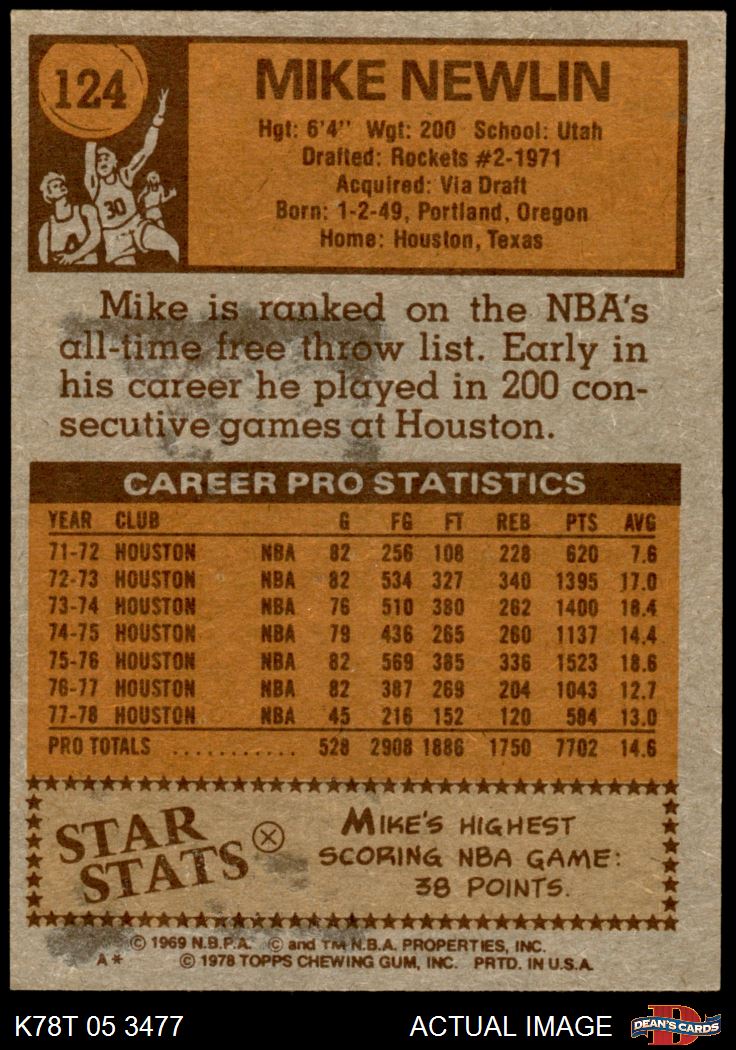 124
30
MIKE NEWLIN
Hgt: 6'4" Wgt: 200 School: Utah
Drafted: Rockets #2-1971
Acquired: Via Draft
Born: 1-2-49, Portland, Oregon
Home: Houston, Texas
Mike is ranked on the NBA's
all-time free throw list. Early in
his career he played in 200 con-
secutive games at Houston.
CAREER PRO STATISTICS
YEAR CLUB G FG FT REB PTS AVG
71-72 HOUSTON NBA 82 256 108 228 620 7.6
72-73 HOUSTON NBA 82 534 327 340 1395 17.0
73-74 HOUSTON NBA 76 510 380 262 1400 18.4
74-75 HOUSTON NBA 79 436 265 260 1137 14.4
75-76 HOUSTON NBA 82 569 385 336 1523 18.6
76-77 HOUSTON NBA 82 387 269 204 1043 12.7
77-78 HOUSTON NBA 45 216 152 120 584 13.0
PRO TOTALS ........... 528 2908 1886 1750 7702 14.6
STAR
STATS
MIKE'S HIGHEST
SCORING NBA GAME:
38 POINTS.
© 1969 N.B.P.A. © and TM N.B.A. PROPERTIES, INC.
A* © 1978 TOPPS CHEWING GUM, INC. PRTD. IN U.S.A.
K78T 05 3477 ACTUAL IMAGE
D
DEAN'S CARDS